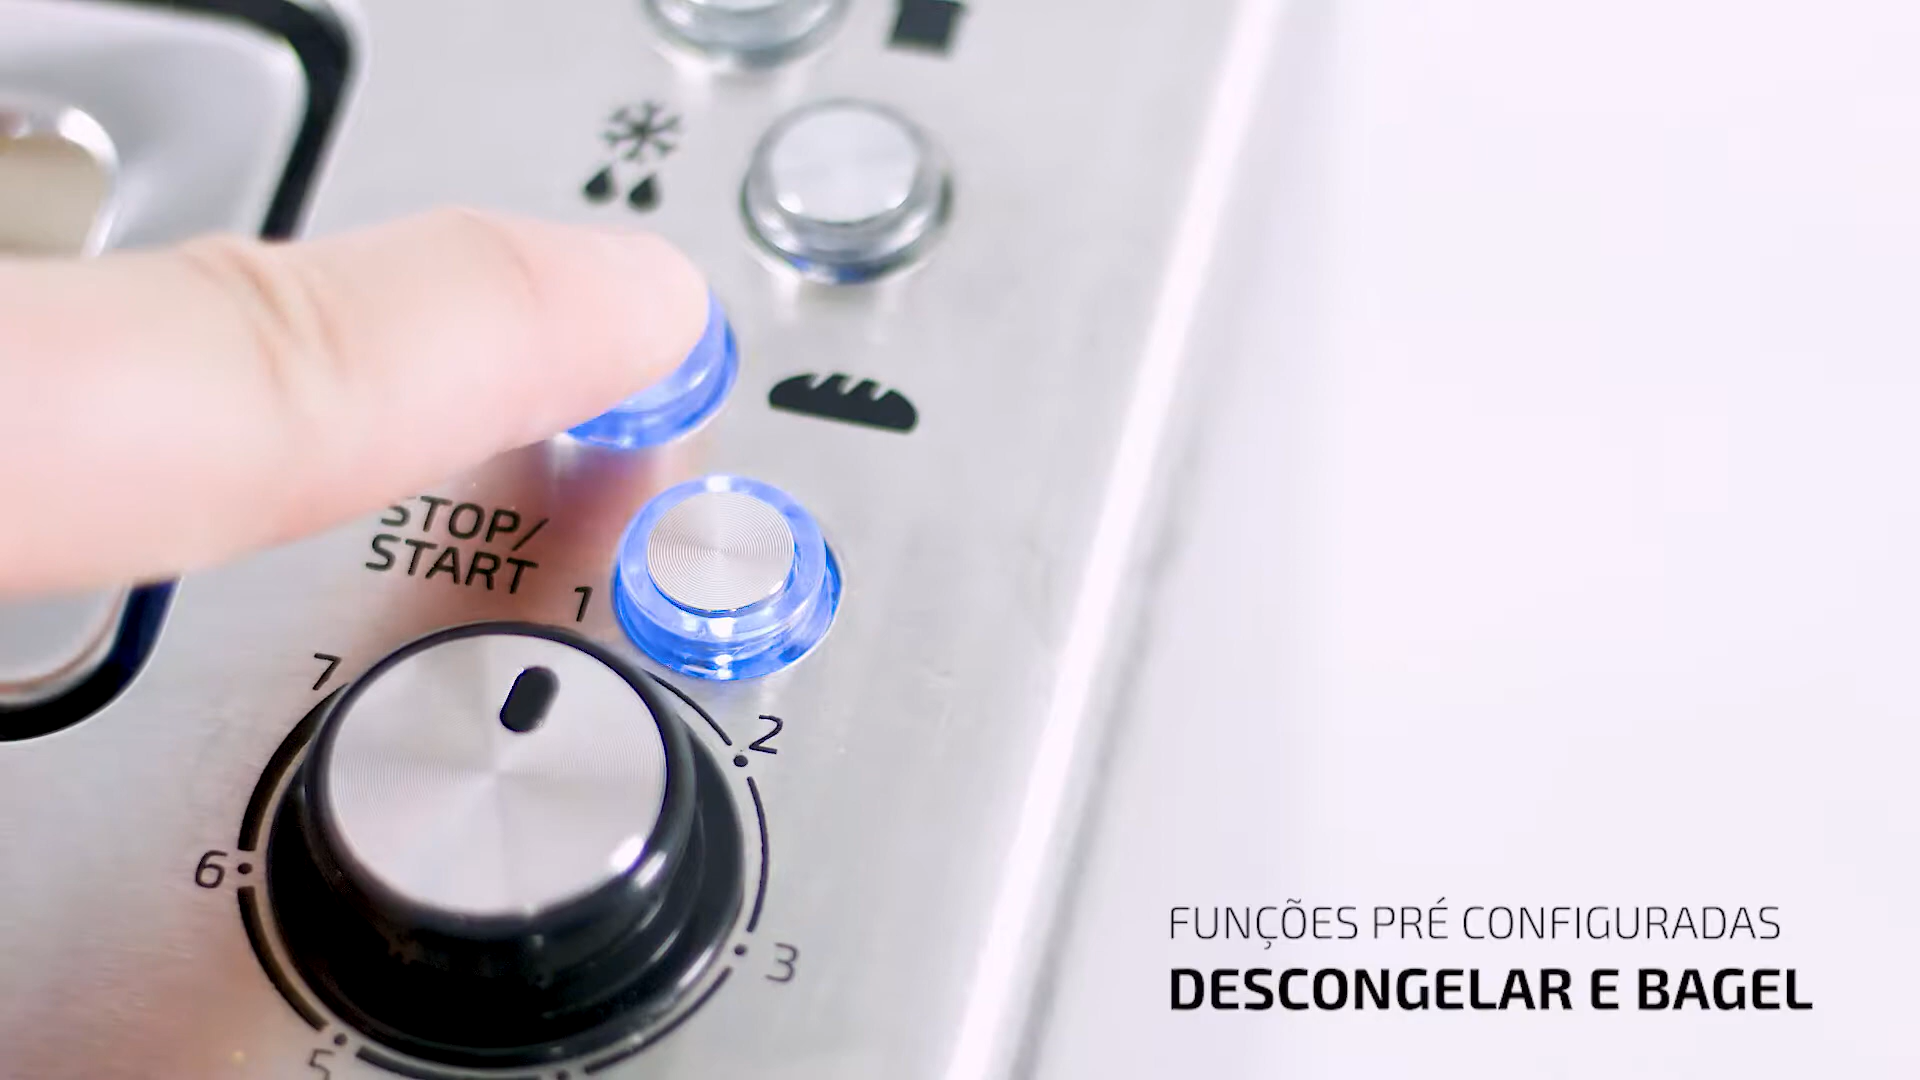 STOP/
START
1
7
2
6
3
5
FUNÇÕES PRÉ CONFIGURADAS
DESCONGELAR E BAGEL